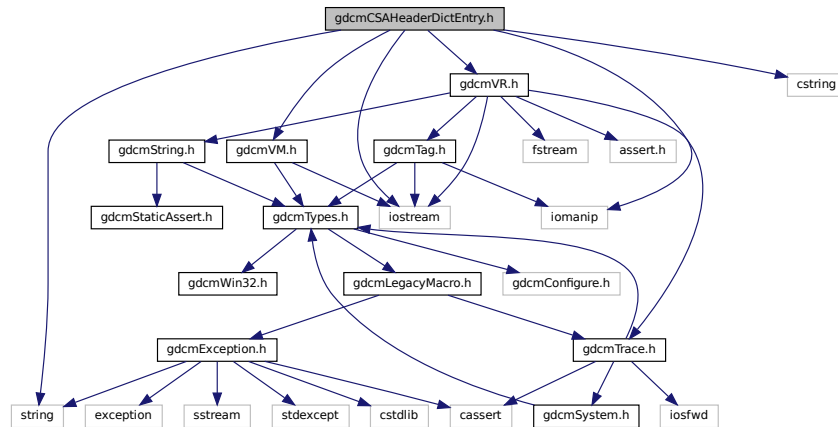 gdcmCSAHeaderDictEntry.h
gdcmVR.h
cstring
gdcmString.h
gdcmVM.h
gdcmTag.h
fstream
assert.h
gdcmStaticAssert.h
gdcmTypes.h
iostream
iomanip
gdcmWin32.h
gdcmLegacyMacro.h
gdcmConfigure.h
gdcmException.h
gdcmTrace.h
string
exception
sstream
stdexcept
cstdlib
cassert
gdcmSystem.h
iosfwd